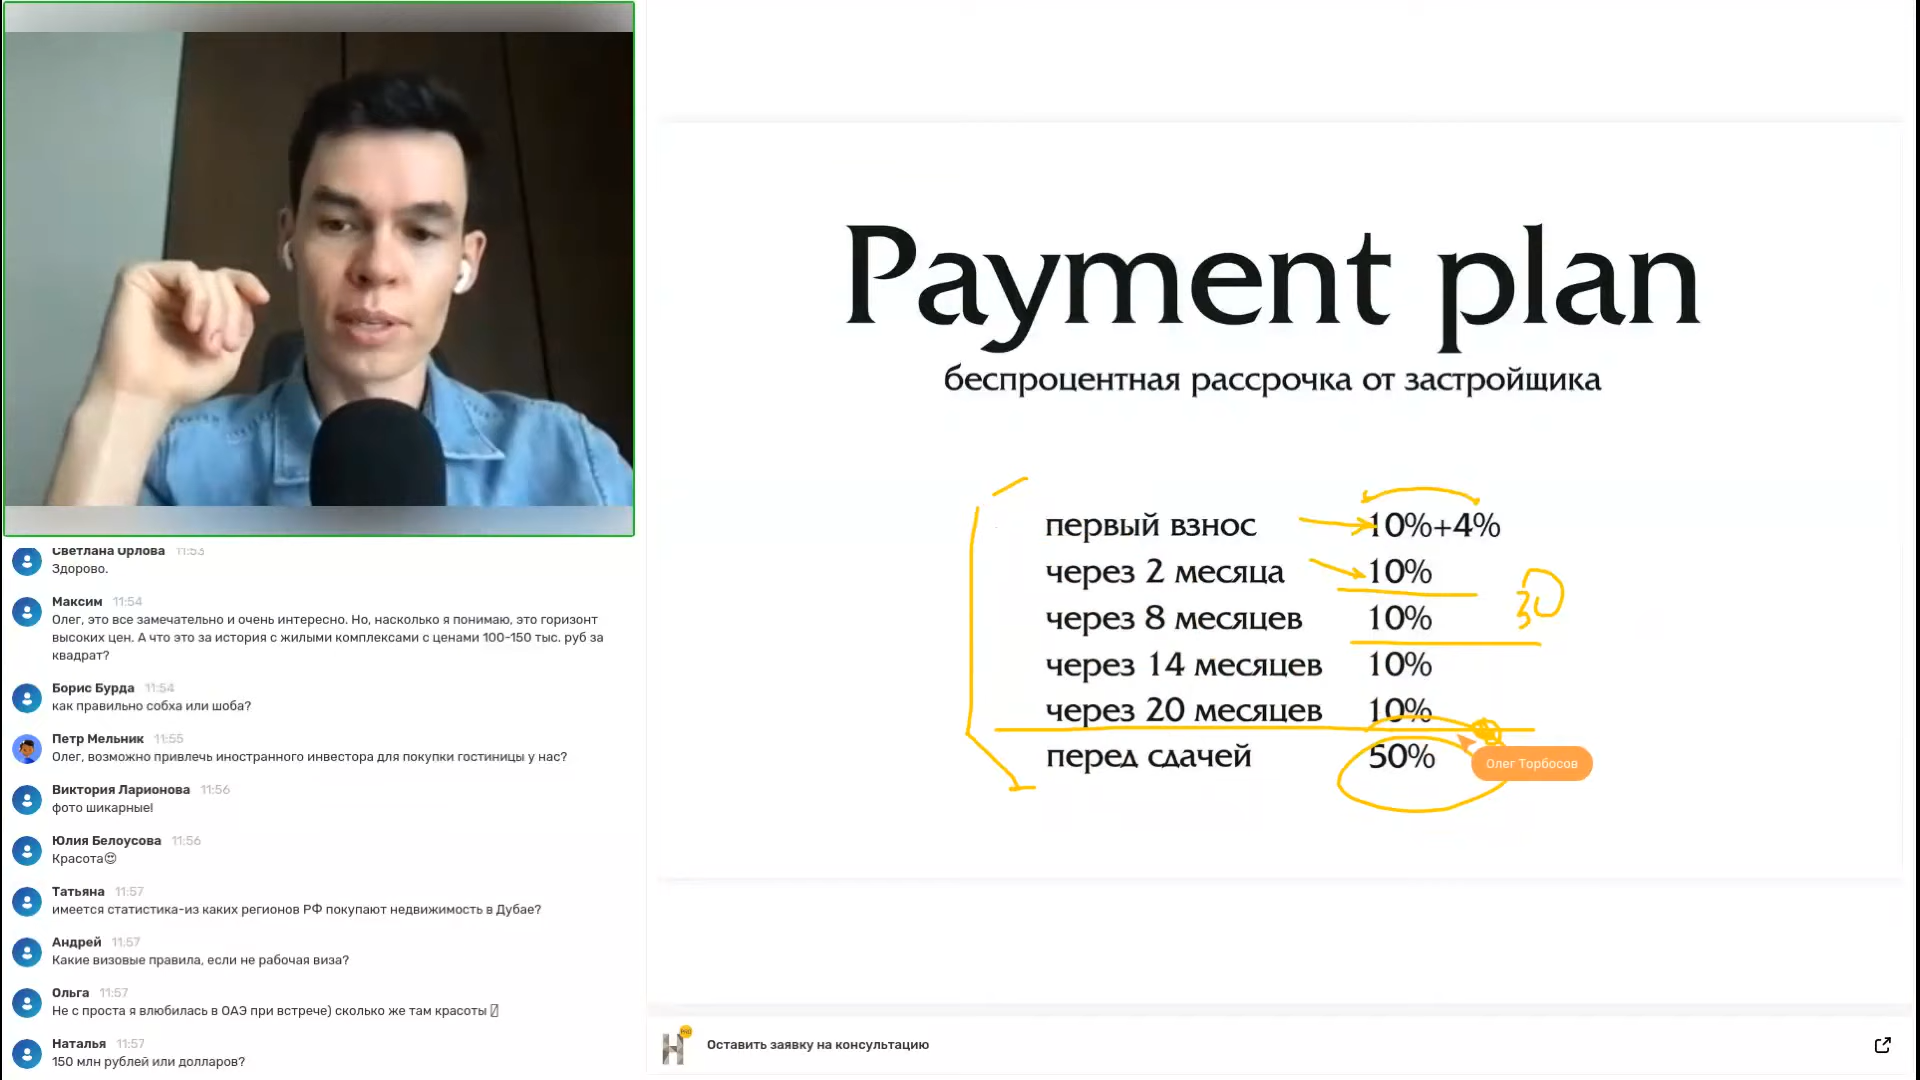 Светлана Орлова 11:53
Здорово.
Максим 11:54
Олег, это все замечательно и очень интересно. Но, насколько я понимаю, это горизонт
высоких цен. А что это за история с жилыми комплексами с ценами 100-150 тыс. руб за
квадрат?
Борис Бурда 11:54
как правильно собха или шоба?
Петр Мельник 11:55
Олег, возможно привлечь иностранного инвестора для покупки гостиницы у нас?
Виктория Ларионова 11:56
фото шикарные!
Юлия Белоусова 11:56
Красота😍
Татьяна 11:57
имеется статистика-из каких регионов РФ покупают недвижимость в Дубае?
Андрей 11:57
Какие визовые правила, если не рабочая виза?
Ольга 11:57
Не с проста я влюбилась в ОАЭ при встрече) сколько же там красоты
Наталья 11:57
150 млн рублей или долларов?
Payment plan
беспроцентная рассрочка от застройщика
первый взнос 10%+4%
через 2 месяца 10%
через 8 месяцев 10%
30
через 14 месяцев 10%
через 20 месяцев 10%
перед сдачей 50%
Олег Торбосов
H
Оставить заявку на консультацию